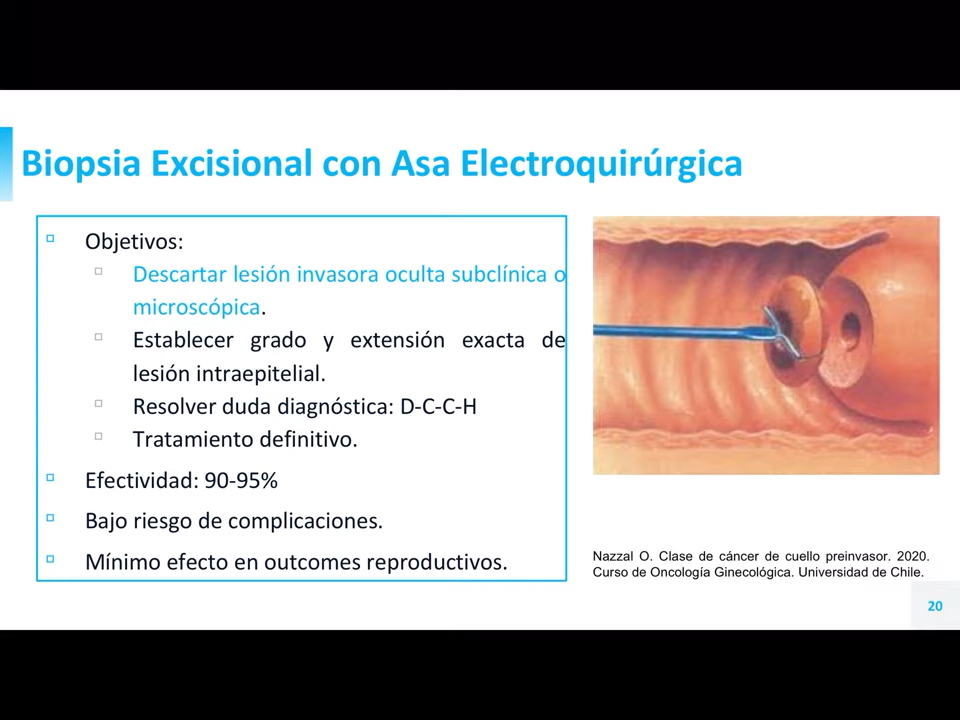 Biopsia Excisional con Asa Electroquirúrgica
Objetivos:
Descartar lesión invasora oculta subclínica o
microscópica.
Establecer grado y extensión exacta de
lesión intraepitelial.
Resolver duda diagnóstica: D-C-C-H
Tratamiento definitivo.
Efectividad: 90-95%
Bajo riesgo de complicaciones.
Mínimo efecto en outcomes reproductivos.
Nazzal O. Clase de cáncer de cuello preinvasor. 2020.
Curso de Oncología Ginecológica. Universidad de Chile.
20